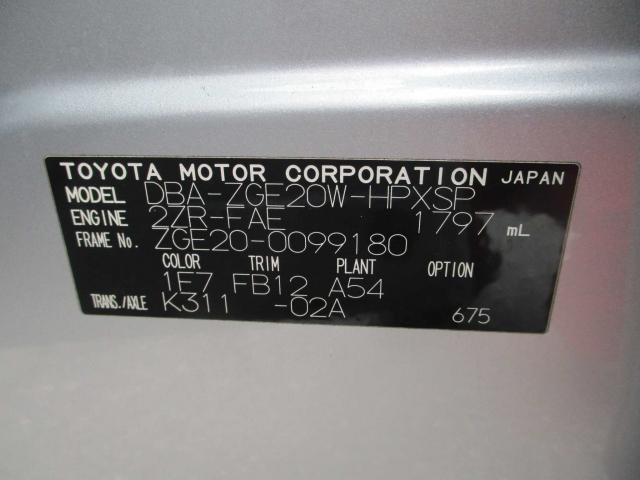 TOYOTA MOTOR CORPORATION JAPAN
MODEL DBA-ZGE20W-HPXSP
ENGINE 2ZR-FAE 1797 mL
FRAME No. ZGE20-0099180
COLOR TRIM PLANT OPTION
1E7 FB12 A54
TRANS./AXLE K311 -02A 675